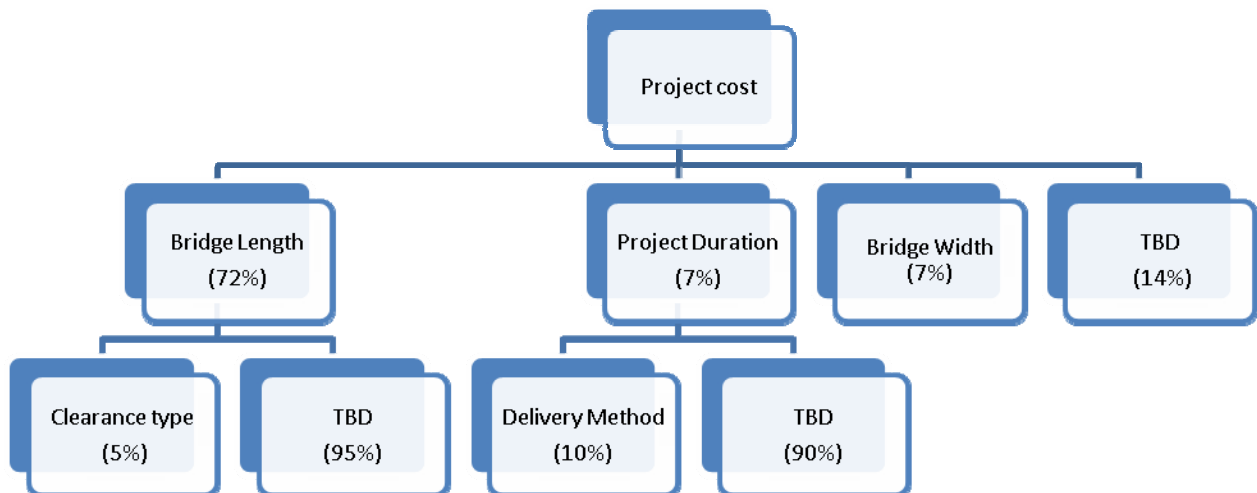 Project cost
Bridge Length
(72%)
Project Duration
(7%)
Bridge Width
(7%)
TBD
(14%)
Clearance type
(5%)
TBD
(95%)
Delivery Method
(10%)
TBD
(90%)